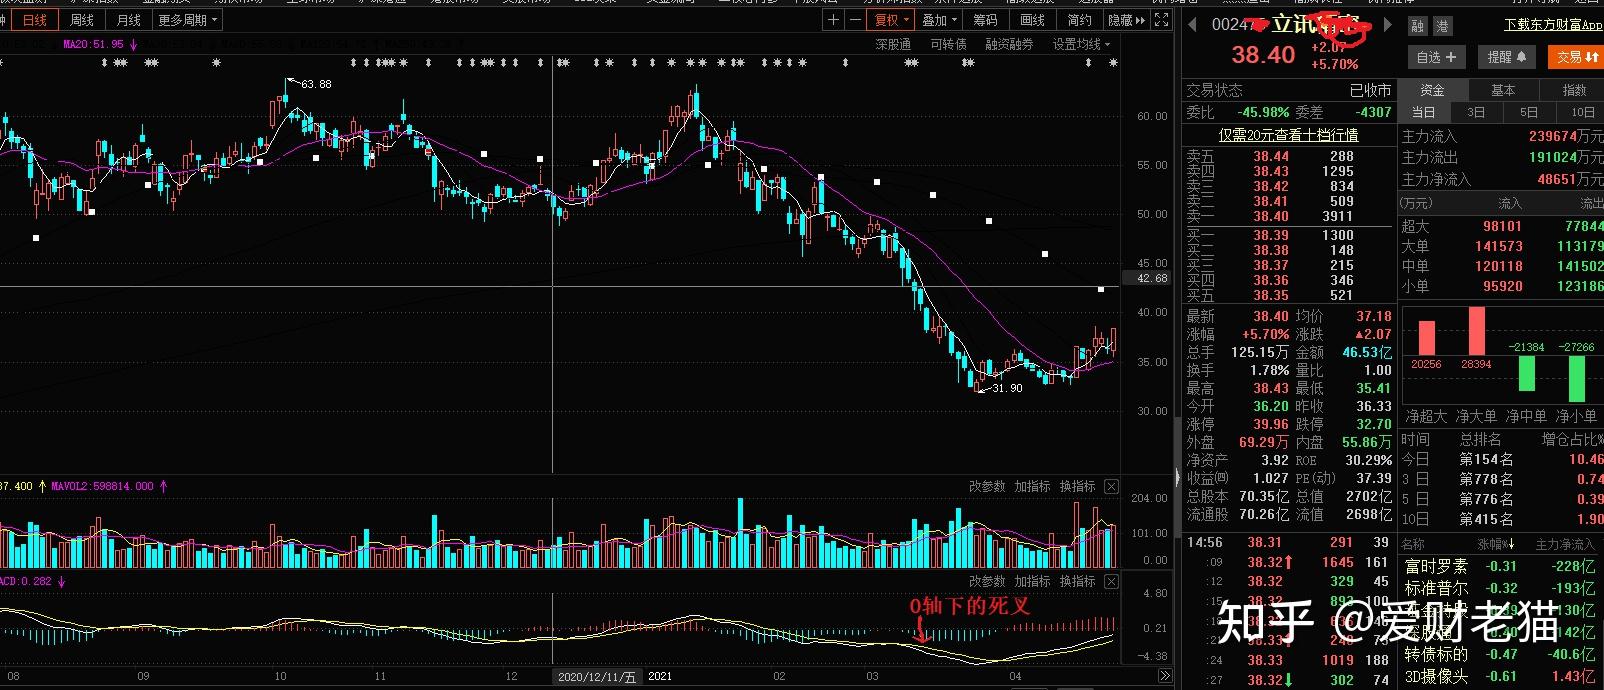 日线 周线 月线 更多周期
复权 叠加 筹码 画线 简约 隐藏
MA20:51.95
深股通 可转债 融资融券 设置均线
63.88
60.00
55.00
50.00
45.00
42.68
40.00
35.00
31.90
30.00
37.400 MAVOL2:598814.000
改参数 加指标 换指标
204.00
101.00
0.00
ACD:0.282
改参数 加指标 换指标
4.80
0轴下的死叉
0.21
-4.38
08 09 10 11 12 2020/12/11/五 2021 02 03 04
00247 立讯
融 港
下载东方财富App
38.40 +2.07
+5.70%
自选 + 提醒 交易
交易状态 已收市
委比 -45.98% 委差 -4307
仅需20元查看十档行情
卖五 38.44 288
卖四 38.43 1295
卖三 38.42 834
卖二 38.41 509
卖一 38.40 3911
买一 38.39 1300
买二 38.38 148
买三 38.37 215
买四 38.36 346
买五 38.35 521
最新 38.40 均价 37.18
涨幅 +5.70% 涨跌 ▲2.07
总手 125.15万 金额 46.53亿
换手 1.78% 量比 1.00
最高 38.43 最低 35.41
今开 36.20 昨收 36.33
涨停 39.96 跌停 32.70
外盘 69.29万 内盘 55.86万
净资产 3.92 ROE 30.29%
收益㈣ 1.027 PE(动) 37.39
总股本 70.35亿 总值 2702亿
流通股 70.26亿 流值 2698亿
14:56 38.31 291 39
:09 38.32 1645 161
:12 38.32 329 45
:15 38.32 893 100
:24 38.33 1019 188
:27 38.32 302 74
资金 基本 指数
当日 3日 5日 10日
主力流入 239674万元
主力流出 191024万元
主力净流入 48651万元
(万元) 流入 流出
超大 98101 77844
大单 141573 113179
中单 120118 141502
小单 95920 123186
20256 28394 -21384 -27266
净超大 净大单 净中单 净小单
时间 总排名 增仓占比%
今日 第154名 10.46
3 日 第778名 0.74
5 日 第776名 0.39
10日 第415名 1.90
名称 涨幅% 主力净流入
富时罗素 -0.31 -228亿
标准普尔 -0.32 -193亿
转债标的 -0.47 -40.6亿
3D摄像头 -0.61 1.43亿
知乎 @爱财老猫